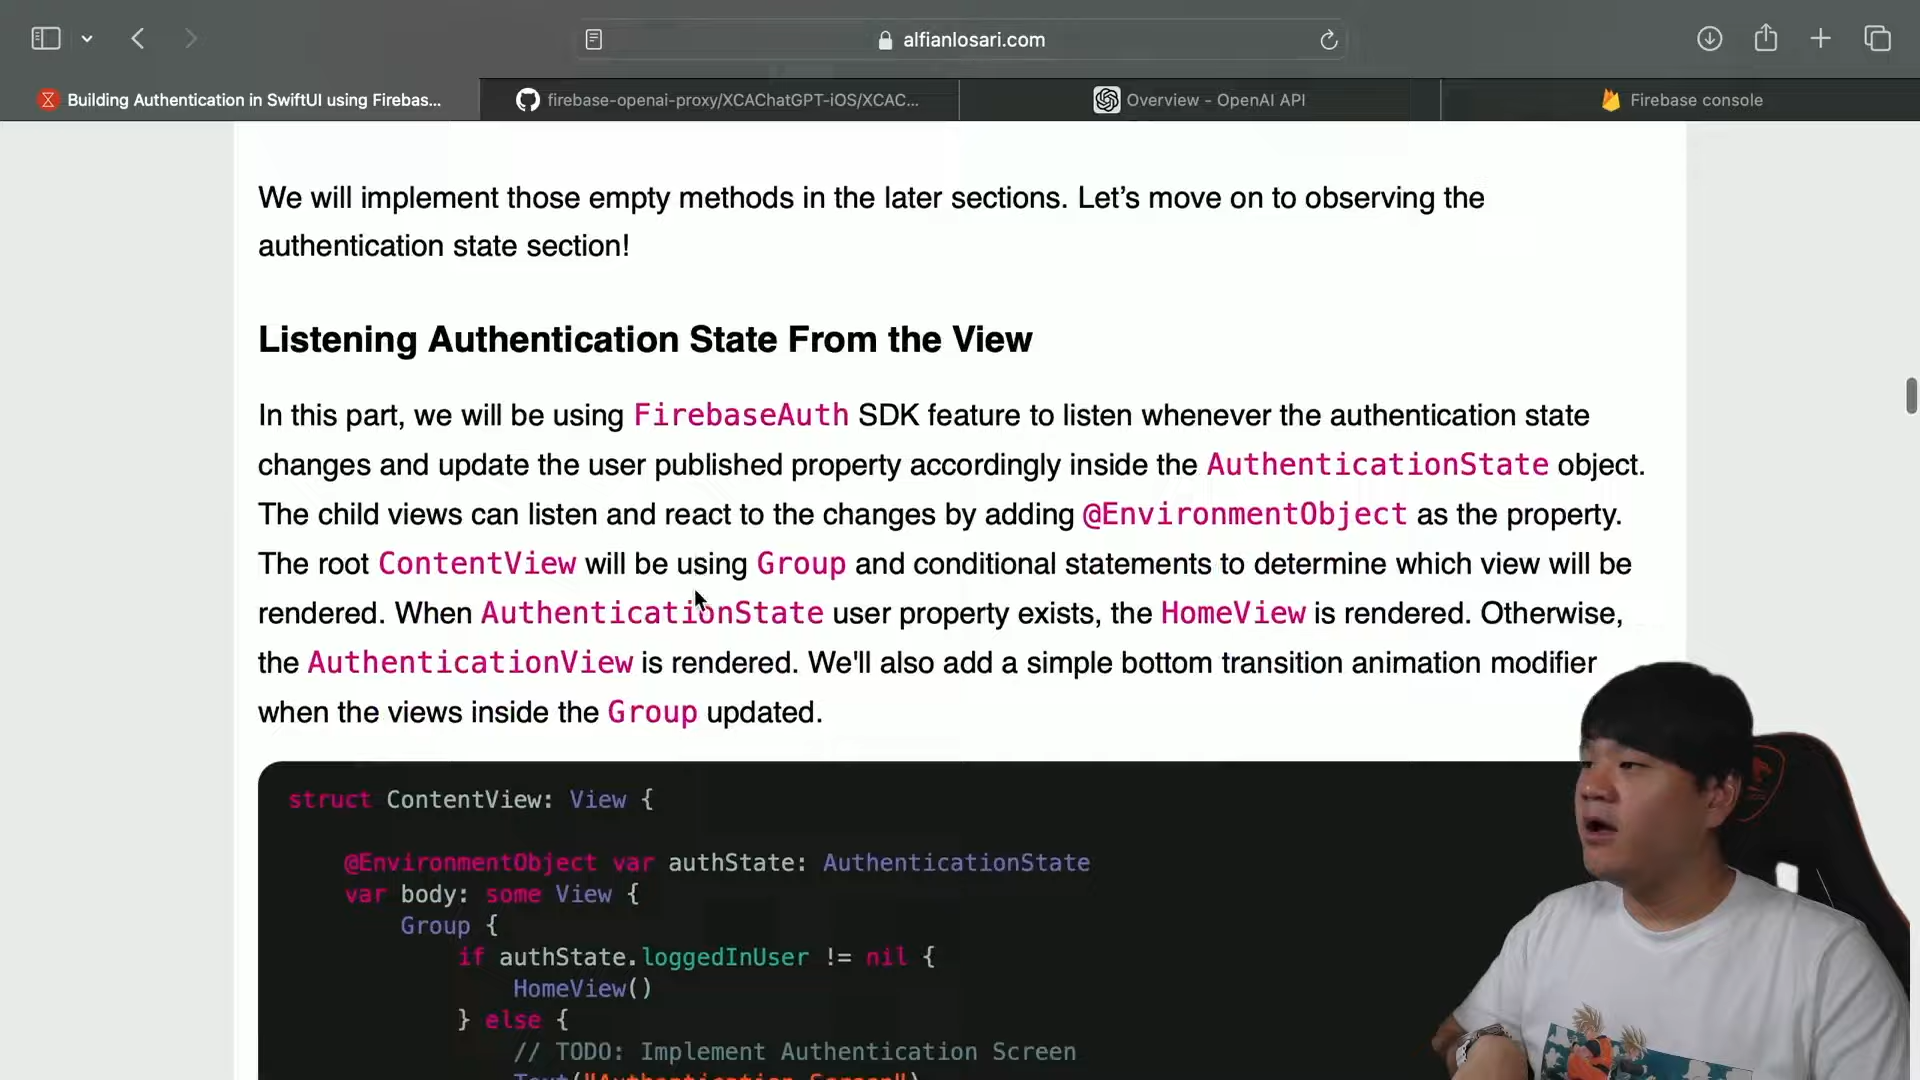 alfianlosari.com
Building Authentication in SwiftUI using Firebas...
firebase-openai-proxy/XCAChatGPT-iOS/XCAC...
Overview - OpenAI API
Firebase console
We will implement those empty methods in the later sections. Let’s move on to observing the
authentication state section!
Listening Authentication State From the View
In this part, we will be using FirebaseAuth SDK feature to listen whenever the authentication state
changes and update the user published property accordingly inside the AuthenticationState object.
The child views can listen and react to the changes by adding @EnvironmentObject as the property.
The root ContentView will be using Group and conditional statements to determine which view will be
rendered. When AuthenticationState user property exists, the HomeView is rendered. Otherwise,
the AuthenticationView is rendered. We'll also add a simple bottom transition animation modifier
when the views inside the Group updated.
struct ContentView: View {
@EnvironmentObject var authState: AuthenticationState
var body: some View {
Group {
if authState.loggedInUser != nil {
HomeView()
} else {
// TODO: Implement Authentication Screen
Text("Authentication Screen")